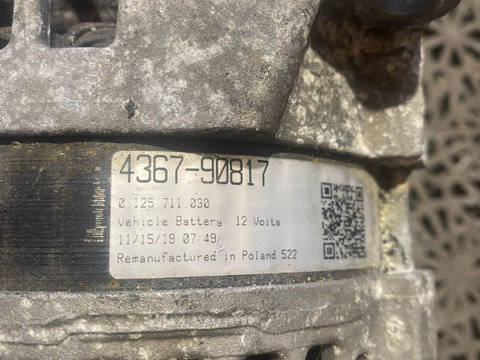 4367-90817
0 125 711 030
Vehicle Battery: 12 Volts
11/15/19 07:49
Remanufactured in Poland 522